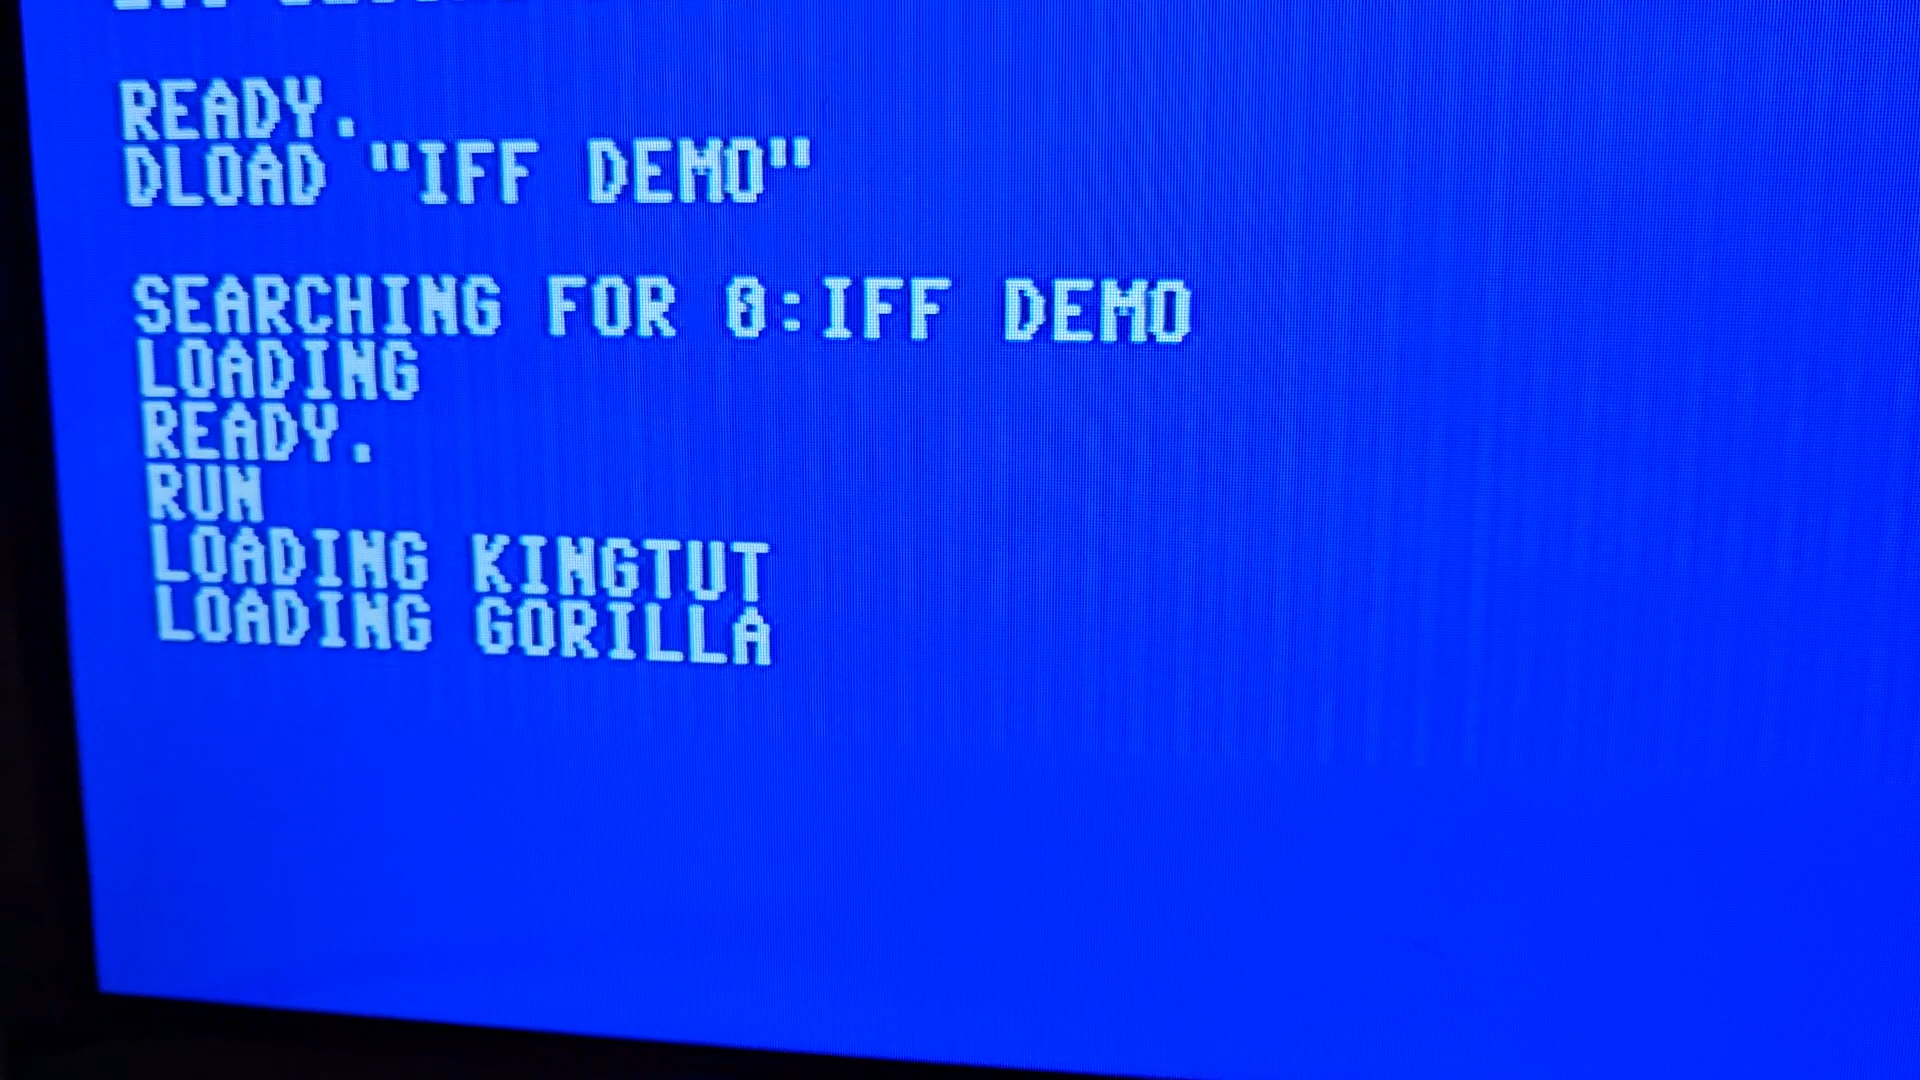 READY.
DLOAD "IFF DEMO"
SEARCHING FOR 0:IFF DEMO
LOADING
READY.
RUN
LOADING KINGTUT
LOADING GORILLA